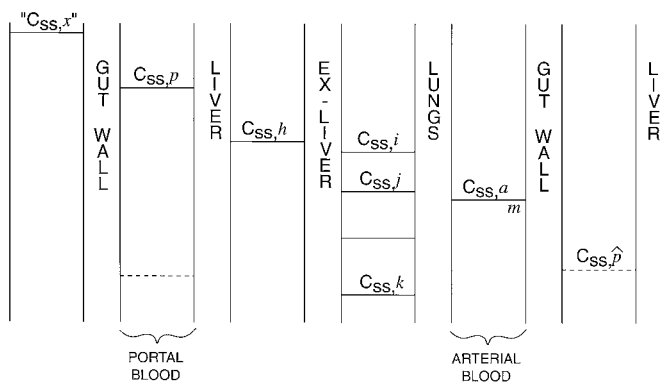 "Css,x"
GUT WALL
Css,p
LIVER
Css,h
EX-LIVER
Css,i
Css,j
Css,k
LUNGS
Css,a
m
GUT WALL
Css,p̂
LIVER
PORTAL
BLOOD
ARTERIAL
BLOOD